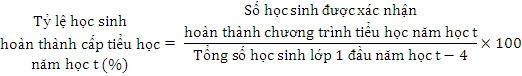 Tỷ lệ học sinh
hoàn thành cấp tiểu học
năm học t (%)
=
Số học sinh được xác nhận
hoàn thành chương trình tiểu học năm học t
Tổng số học sinh lớp 1 đầu năm học t − 4
× 100